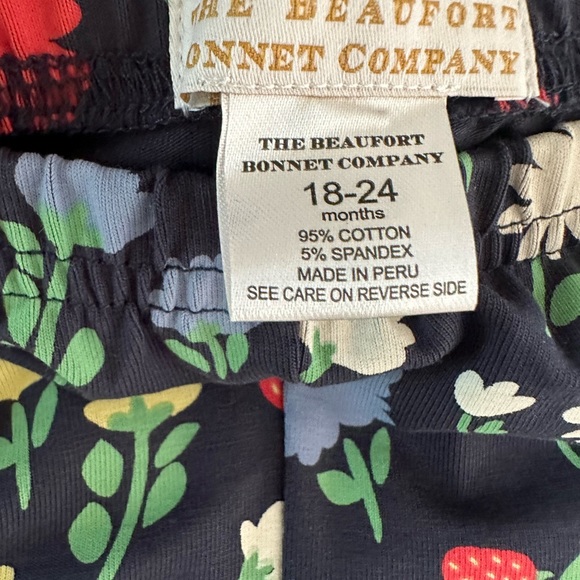 THE BEAUFORT
ONNET COMPANY
THE BEAUFORT
BONNET COMPANY
18-24
months
95% COTTON
5% SPANDEX
MADE IN PERU
SEE CARE ON REVERSE SIDE